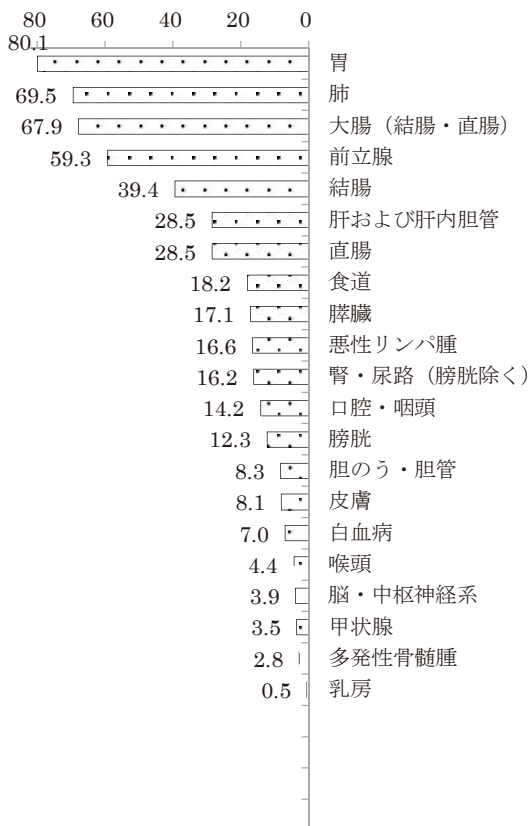 80 60 40 20 0
80.1 胃
69.5 肺
67.9 大腸（結腸・直腸）
59.3 前立腺
39.4 結腸
28.5 肝および肝内胆管
28.5 直腸
18.2 食道
17.1 膵臓
16.6 悪性リンパ腫
16.2 腎・尿路（膀胱除く）
14.2 口腔・咽頭
12.3 膀胱
8.3 胆のう・胆管
8.1 皮膚
7.0 白血病
4.4 喉頭
3.9 脳・中枢神経系
3.5 甲状腺
2.8 多発性骨髄腫
0.5 乳房